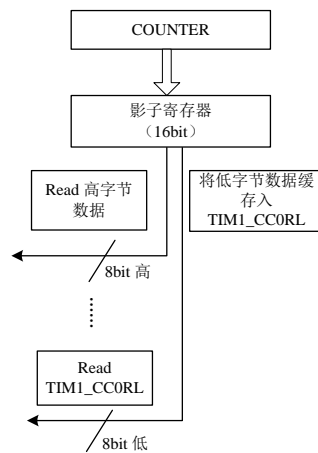 COUNTER
影子寄存器
（16bit）
Read 高字节
数据
将低字节数据缓
存入
TIM1_CC0RL
8bit 高
......
Read
TIM1_CC0RL
8bit 低